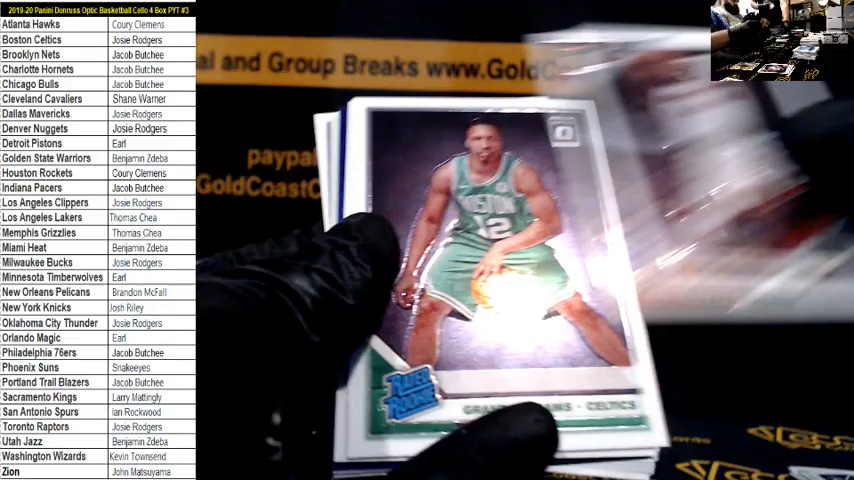 2019-20 Panini Donruss Optic Basketball Cello 4 Box PYT #3
Atlanta Hawks Coury Clemens
Boston Celtics Josie Rodgers
Brooklyn Nets Jacob Butchee
Charlotte Hornets Jacob Butchee
Chicago Bulls Jacob Butchee
Cleveland Cavaliers Shane Warner
Dallas Mavericks Josie Rodgers
Denver Nuggets Josie Rodgers
Detroit Pistons Earl
Golden State Warriors Benjamin Zdeba
Houston Rockets Coury Clemens
Indiana Pacers Jacob Butchee
Los Angeles Clippers Josie Rodgers
Los Angeles Lakers Thomas Chea
Memphis Grizzlies Thomas Chea
Miami Heat Benjamin Zdeba
Milwaukee Bucks Josie Rodgers
Minnesota Timberwolves Earl
New Orleans Pelicans Brandon McFall
New York Knicks Josh Riley
Oklahoma City Thunder Josie Rodgers
Orlando Magic Earl
Philadelphia 76ers Jacob Butchee
Phoenix Suns Snakeeyes
Portland Trail Blazers Jacob Butchee
Sacramento Kings Larry Mattingly
San Antonio Spurs Ian Rockwood
Toronto Raptors Josie Rodgers
Utah Jazz Benjamin Zdeba
Washington Wizards Kevin Townsend
Zion John Matsuyama
al and Group Breaks www.GoldC
paypal
GoldCoastC
BOSTON
12
RATED
ROOKIE
CELTICS